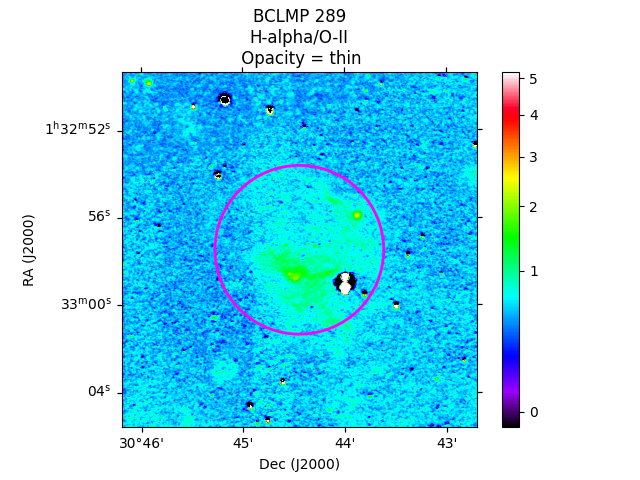 BCLMP 289
H-alpha/O-II
Opacity = thin
1ʰ32ᵐ52ˢ
56ˢ
33ᵐ00ˢ
04ˢ
RA (J2000)
30°46' 45' 44' 43'
Dec (J2000)
5
4
3
2
1
0